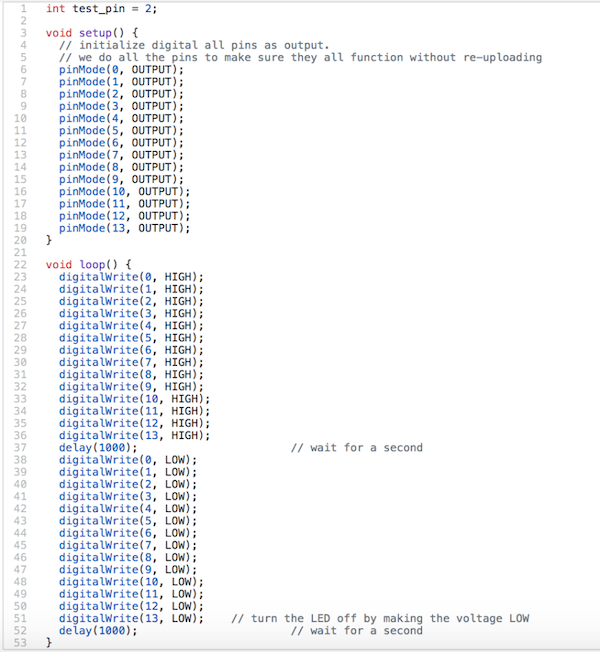 1 int test_pin = 2;
2
3 void setup() {
4 // initialize digital all pins as output.
5 // we do all the pins to make sure they all function without re-uploading
6 pinMode(0, OUTPUT);
7 pinMode(1, OUTPUT);
8 pinMode(2, OUTPUT);
9 pinMode(3, OUTPUT);
10 pinMode(4, OUTPUT);
11 pinMode(5, OUTPUT);
12 pinMode(6, OUTPUT);
13 pinMode(7, OUTPUT);
14 pinMode(8, OUTPUT);
15 pinMode(9, OUTPUT);
16 pinMode(10, OUTPUT);
17 pinMode(11, OUTPUT);
18 pinMode(12, OUTPUT);
19 pinMode(13, OUTPUT);
20 }
21
22 void loop() {
23 digitalWrite(0, HIGH);
24 digitalWrite(1, HIGH);
25 digitalWrite(2, HIGH);
26 digitalWrite(3, HIGH);
27 digitalWrite(4, HIGH);
28 digitalWrite(5, HIGH);
29 digitalWrite(6, HIGH);
30 digitalWrite(7, HIGH);
31 digitalWrite(8, HIGH);
32 digitalWrite(9, HIGH);
33 digitalWrite(10, HIGH);
34 digitalWrite(11, HIGH);
35 digitalWrite(12, HIGH);
36 digitalWrite(13, HIGH);
37 delay(1000); // wait for a second
38 digitalWrite(0, LOW);
39 digitalWrite(1, LOW);
40 digitalWrite(2, LOW);
41 digitalWrite(3, LOW);
42 digitalWrite(4, LOW);
43 digitalWrite(5, LOW);
44 digitalWrite(6, LOW);
45 digitalWrite(7, LOW);
46 digitalWrite(8, LOW);
47 digitalWrite(9, LOW);
48 digitalWrite(10, LOW);
49 digitalWrite(11, LOW);
50 digitalWrite(12, LOW);
51 digitalWrite(13, LOW); // turn the LED off by making the voltage LOW
52 delay(1000); // wait for a second
53 }